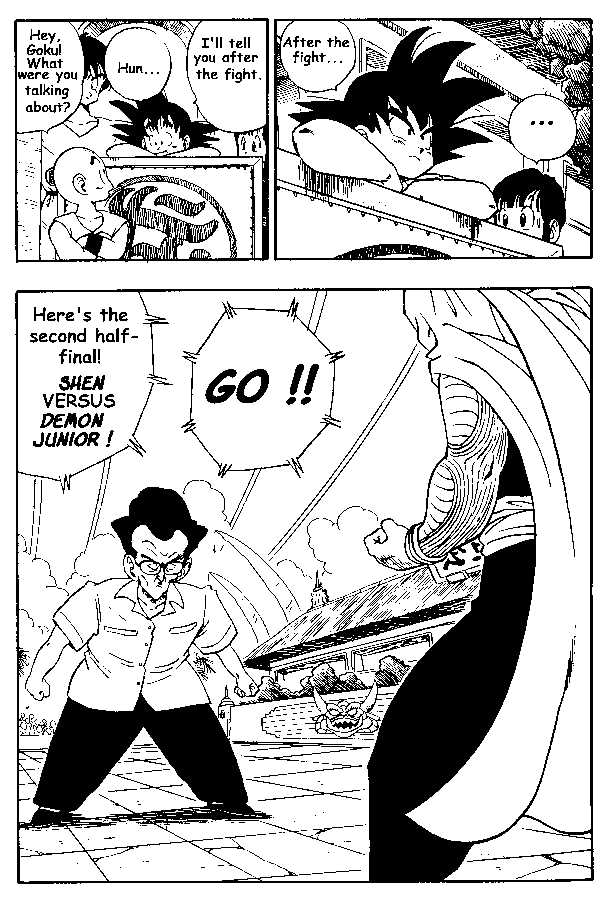 Hey,
Goku!
What
were you
talking
about?
Hun...
I'll tell
you after
the fight.
After the
fight...
...
Here's the
second half-
final!
SHEN
VERSUS
DEMON
JUNIOR!
GO !!